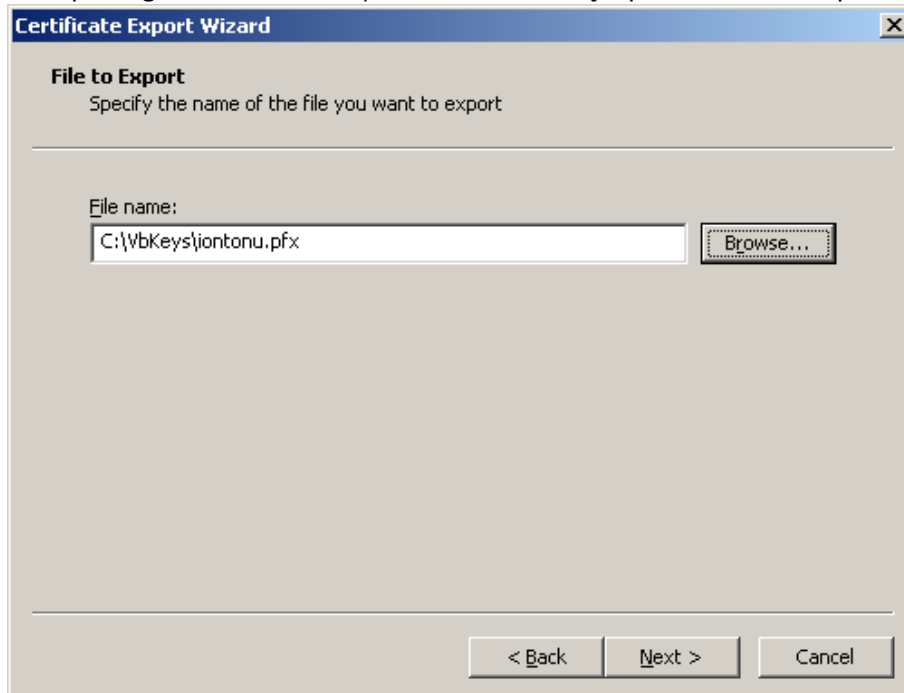 Certificate Export Wizard
File to Export
Specify the name of the file you want to export
File name:
C:\VbKeys\iontonu.pfx
Browse...
< Back
Next >
Cancel